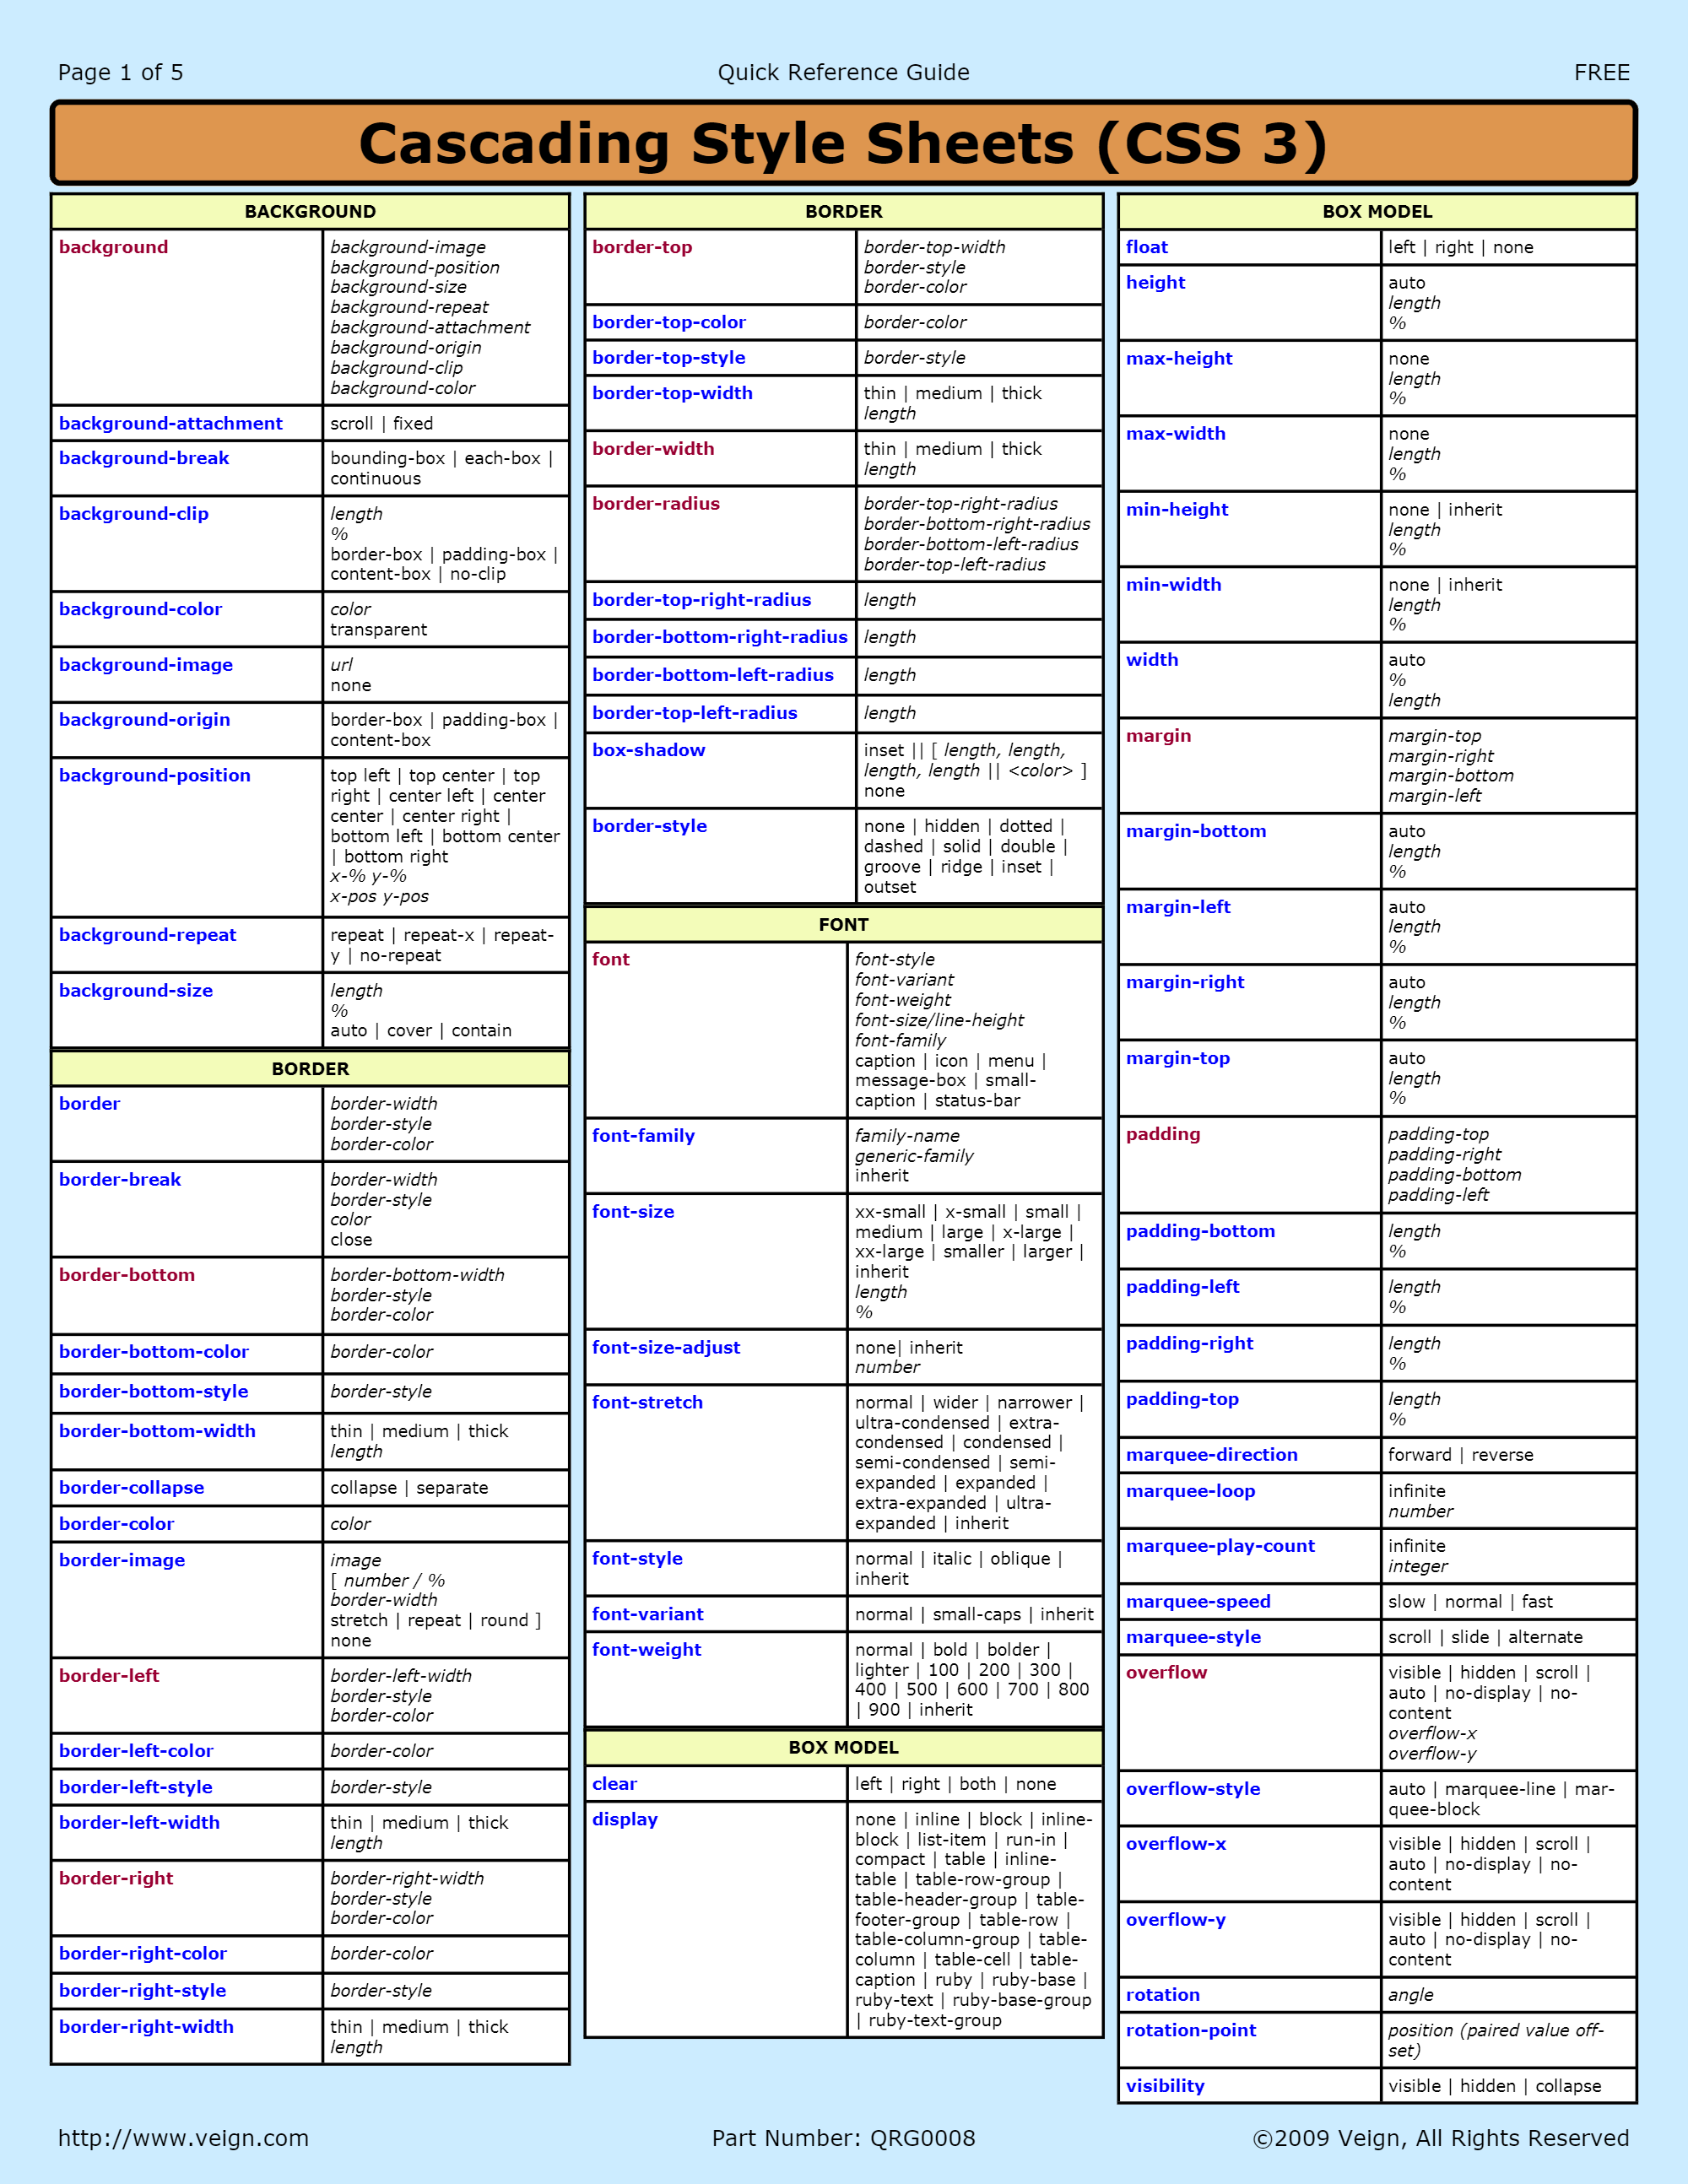 Page 1 of 5
Quick Reference Guide
FREE
Cascading Style Sheets (CSS 3)
BACKGROUND
background
background-image
background-position
background-size
background-repeat
background-attachment
background-origin
background-clip
background-color
background-attachment
scroll | fixed
background-break
bounding-box | each-box |
continuous
background-clip
length
%
border-box | padding-box |
content-box | no-clip
background-color
color
transparent
background-image
url
none
background-origin
border-box | padding-box |
content-box
background-position
top left | top center | top
right | center left | center
center | center right |
bottom left | bottom center
| bottom right
x-% y-%
x-pos y-pos
background-repeat
repeat | repeat-x | repeat-
y | no-repeat
background-size
length
%
auto | cover | contain
BORDER
border
border-width
border-style
border-color
border-break
border-width
border-style
color
close
border-bottom
border-bottom-width
border-style
border-color
border-bottom-color
border-color
border-bottom-style
border-style
border-bottom-width
thin | medium | thick
length
border-collapse
collapse | separate
border-color
color
border-image
image
[ number / %
border-width
stretch | repeat | round ]
none
border-left
border-left-width
border-style
border-color
border-left-color
border-color
border-left-style
border-style
border-left-width
thin | medium | thick
length
border-right
border-right-width
border-style
border-color
border-right-color
border-color
border-right-style
border-style
border-right-width
thin | medium | thick
length
BORDER
border-top
border-top-width
border-style
border-color
border-top-color
border-color
border-top-style
border-style
border-top-width
thin | medium | thick
length
border-width
thin | medium | thick
length
border-radius
border-top-right-radius
border-bottom-right-radius
border-bottom-left-radius
border-top-left-radius
border-top-right-radius
length
border-bottom-right-radius
length
border-bottom-left-radius
length
border-top-left-radius
length
box-shadow
inset || [ length, length,
length, length || <color> ]
none
border-style
none | hidden | dotted |
dashed | solid | double |
groove | ridge | inset |
outset
FONT
font
font-style
font-variant
font-weight
font-size/line-height
font-family
caption | icon | menu |
message-box | small-
caption | status-bar
font-family
family-name
generic-family
inherit
font-size
xx-small | x-small | small |
medium | large | x-large |
xx-large | smaller | larger |
inherit
length
%
font-size-adjust
none| inherit
number
font-stretch
normal | wider | narrower |
ultra-condensed | extra-
condensed | condensed |
semi-condensed | semi-
expanded | expanded |
extra-expanded | ultra-
expanded | inherit
font-style
normal | italic | oblique |
inherit
font-variant
normal | small-caps | inherit
font-weight
normal | bold | bolder |
lighter | 100 | 200 | 300 |
400 | 500 | 600 | 700 | 800
| 900 | inherit
BOX MODEL
clear
left | right | both | none
display
none | inline | block | inline-
block | list-item | run-in |
compact | table | inline-
table | table-row-group |
table-header-group | table-
footer-group | table-row |
table-column-group | table-
column | table-cell | table-
caption | ruby | ruby-base |
ruby-text | ruby-base-group
| ruby-text-group
BOX MODEL
float
left | right | none
height
auto
length
%
max-height
none
length
%
max-width
none
length
%
min-height
none | inherit
length
%
min-width
none | inherit
length
%
width
auto
%
length
margin
margin-top
margin-right
margin-bottom
margin-left
margin-bottom
auto
length
%
margin-left
auto
length
%
margin-right
auto
length
%
margin-top
auto
length
%
padding
padding-top
padding-right
padding-bottom
padding-left
padding-bottom
length
%
padding-left
length
%
padding-right
length
%
padding-top
length
%
marquee-direction
forward | reverse
marquee-loop
infinite
number
marquee-play-count
infinite
integer
marquee-speed
slow | normal | fast
marquee-style
scroll | slide | alternate
overflow
visible | hidden | scroll |
auto | no-display | no-
content
overflow-x
overflow-y
overflow-style
auto | marquee-line | mar-
quee-block
overflow-x
visible | hidden | scroll |
auto | no-display | no-
content
overflow-y
visible | hidden | scroll |
auto | no-display | no-
content
rotation
angle
rotation-point
position (paired value off-
set)
visibility
visible | hidden | collapse
http://www.veign.com
Part Number: QRG0008
©2009 Veign, All Rights Reserved